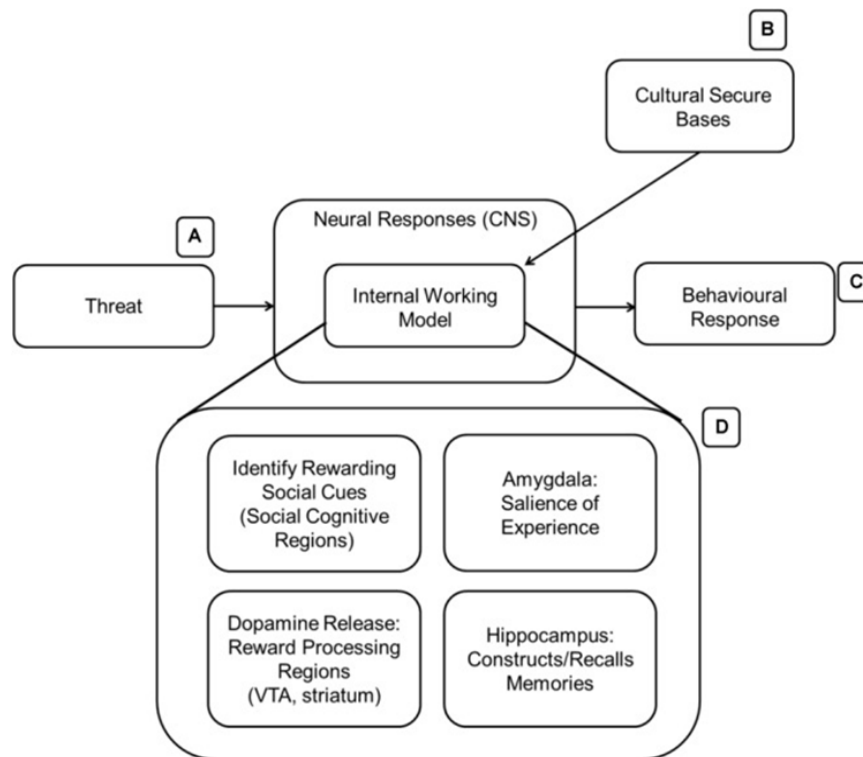 B
Cultural Secure
Bases
Neural Responses (CNS)
A
Threat
Internal Working
Model
Behavioural
Response
C
D
Identify Rewarding
Social Cues
(Social Cognitive
Regions)
Amygdala:
Salience of
Experience
Dopamine Release:
Reward Processing
Regions
(VTA, striatum)
Hippocampus:
Constructs/Recalls
Memories